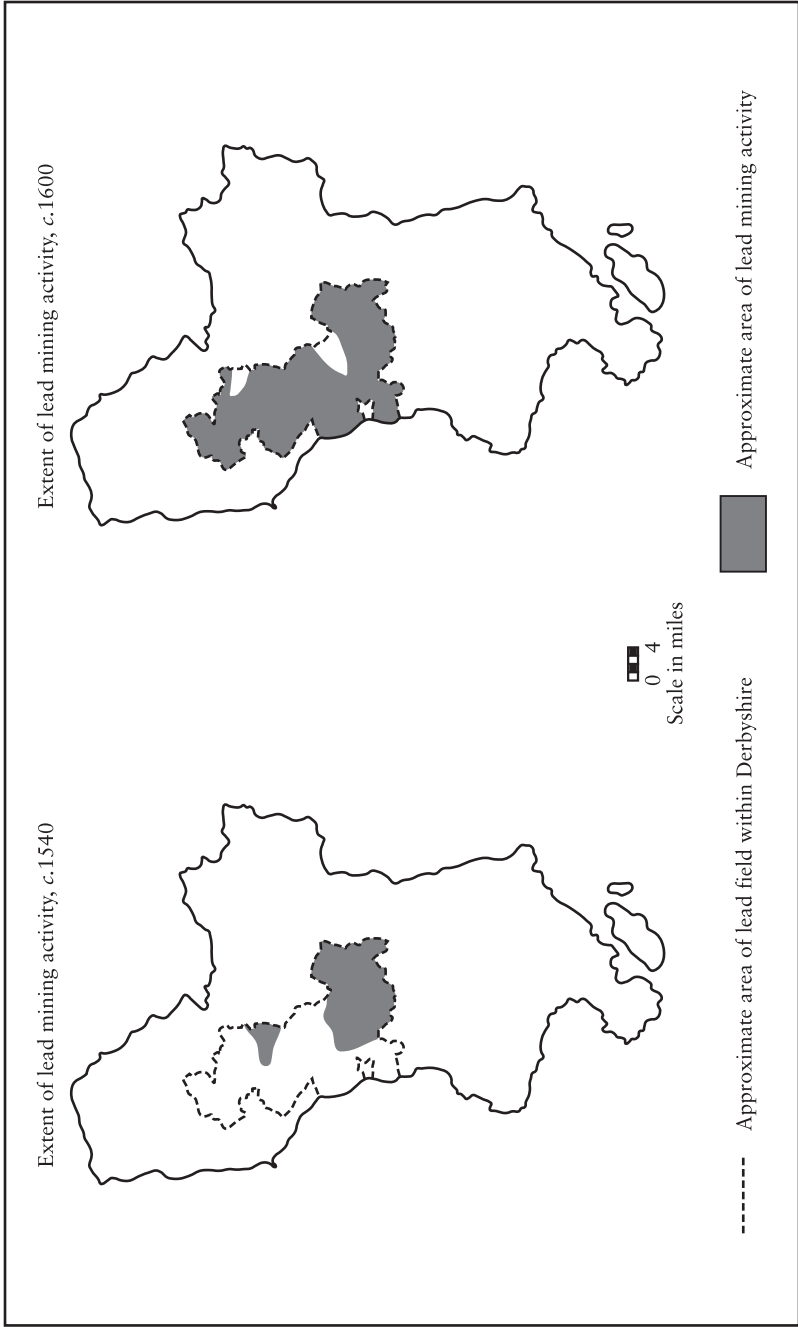 Extent of lead mining activity, c.1540
Extent of lead mining activity, c.1600
0 4
Scale in miles
Approximate area of lead field within Derbyshire
Approximate area of lead mining activity